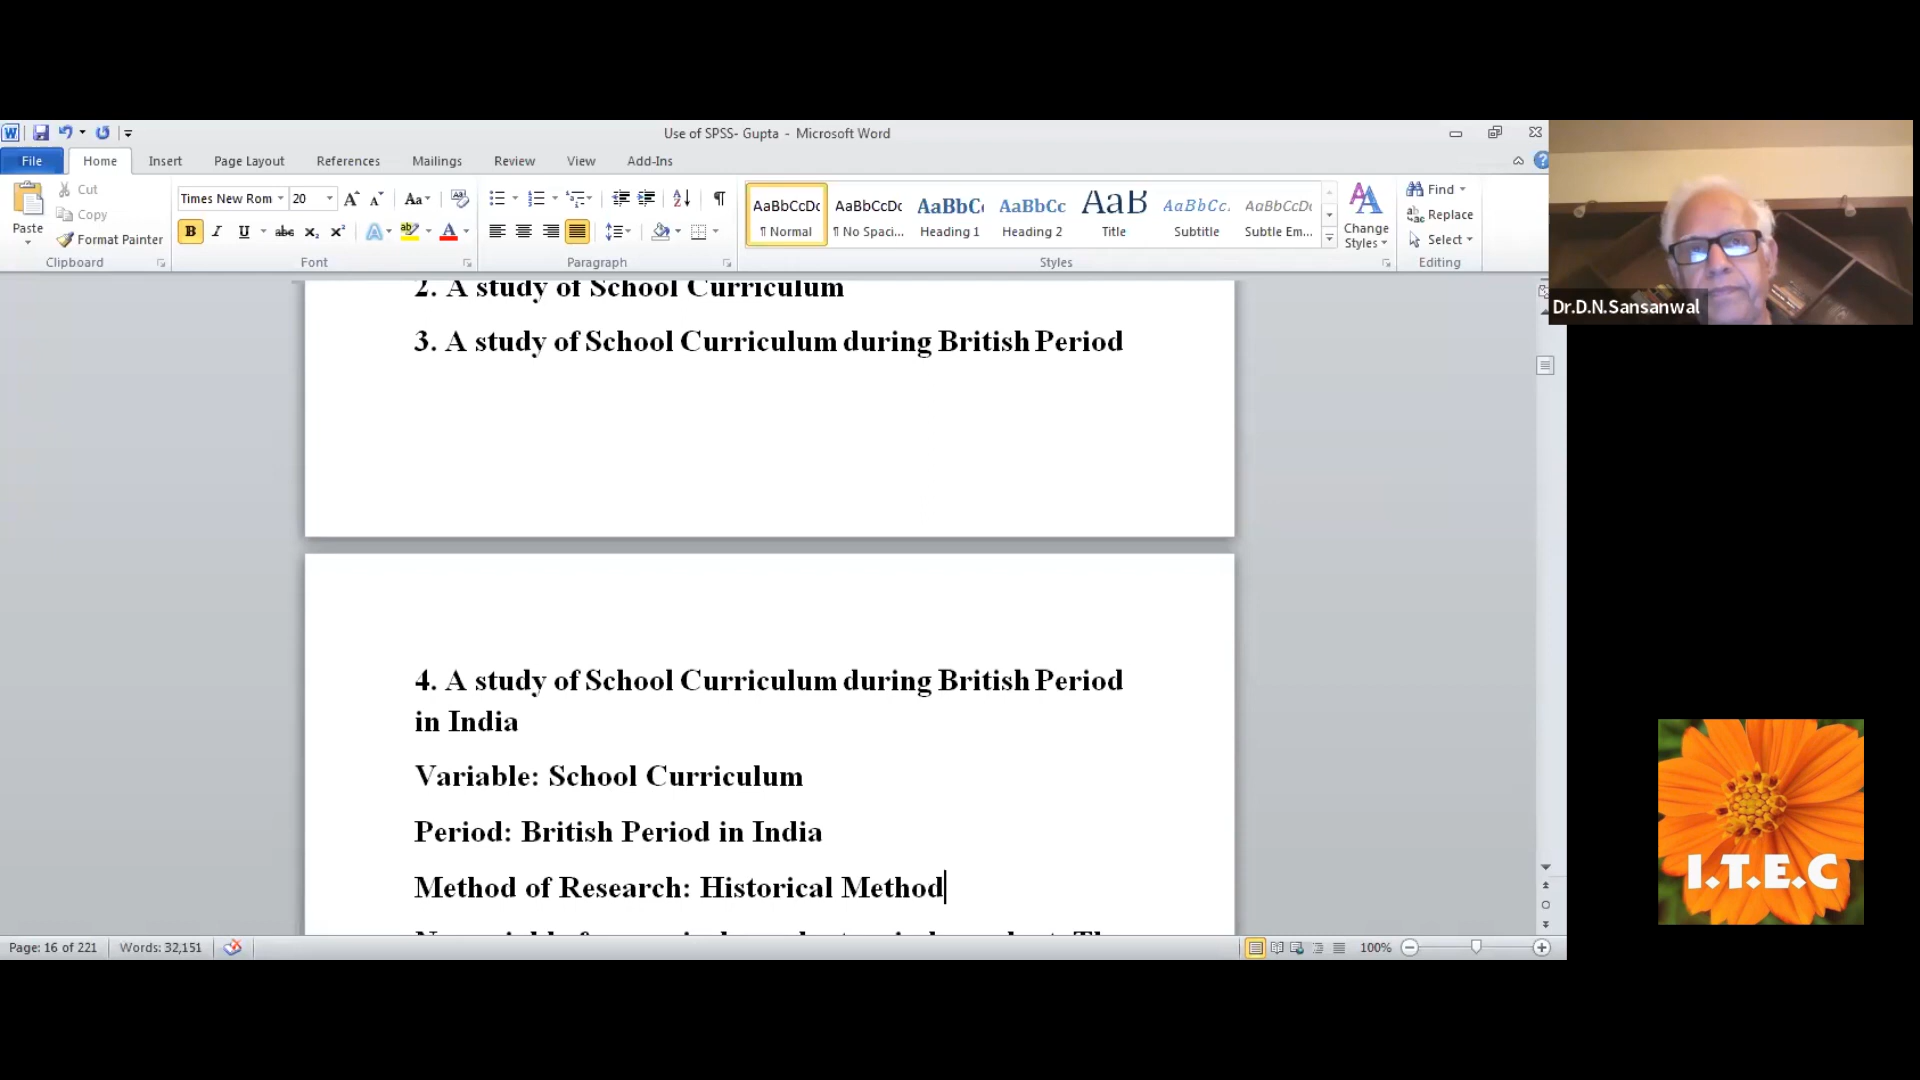 Use of SPSS- Gupta - Microsoft Word
File Home Insert Page Layout References Mailings Review View Add-Ins
Paste
Cut
Copy
Format Painter
Clipboard
Times New Rom 20
Font
Paragraph
AaBbCcDc AaBbCcDc AaBbC AaBbCc AaB AaBbCc. AaBbCcDc
¶ Normal ¶ No Spaci... Heading 1 Heading 2 Title Subtitle Subtle Em...
Change
Styles
Styles
Find
Replace
Select
Editing
Dr.D.N.Sansanwal
2. A study of School Curriculum
3. A study of School Curriculum during British Period
4. A study of School Curriculum during British Period
in India
Variable: School Curriculum
Period: British Period in India
Method of Research: Historical Method
I.T.E.C
Page: 16 of 221 Words: 32,151 100%